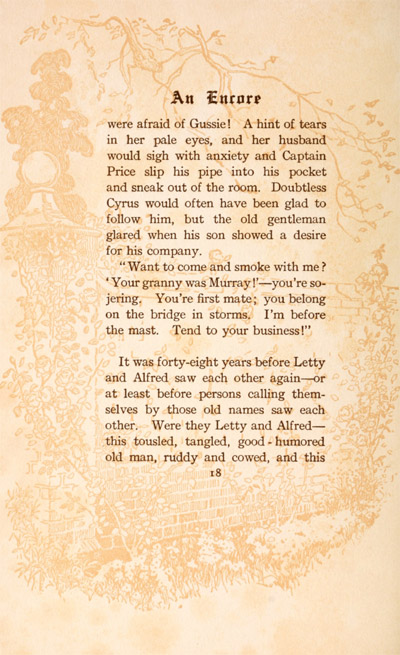 An Encore
were afraid of Gussie! A hint of tears
in her pale eyes, and her husband
would sigh with anxiety and Captain
Price slip his pipe into his pocket
and sneak out of the room. Doubtless
Cyrus would often have been glad to
follow him, but the old gentleman
glared when his son showed a desire
for his company.
"Want to come and smoke with me?
'Your granny was Murray!'—you're so-
jering. You're first mate; you belong
on the bridge in storms. I'm before
the mast. Tend to your business!"
It was forty-eight years before Letty
and Alfred saw each other again—or
at least before persons calling them-
selves by those old names saw each
other. Were they Letty and Alfred—
this tousled, tangled, good-humored
old man, ruddy and cowed, and this
18